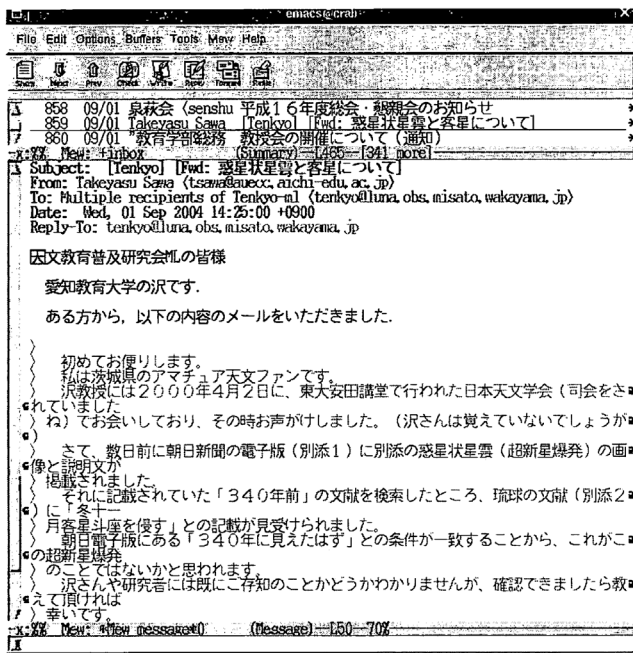 emacs@crab
File Edit Options Buffers Tools Mew Help
Next Prev Check Write Reply
858 09/01 泉萩会 〈senshu 平成16年度総会・懇親会のお知らせ
859 09/01 Takeyasu Sawa [Tenkyo] [Fwd: 惑星状星雲と客星について]
860 09/01 "教育学部総務 教授会の開催について(通知)
Mew: +inbox (Summary)--L465--[341 more]
Subject: [Tenkyo] [Fwd: 惑星状星雲と客星について]
From: Takeyasu Sawa 〈tsawa@auecc.aichi-edu.ac.jp〉
To: Multiple recipients of Tenkyo-ml 〈tenkyo@luna.obs.misato.wakayama.jp〉
Date: Wed, 01 Sep 2004 14:25:00 +0900
Reply-To: tenkyo@luna.obs.misato.wakayama.jp
天文教育普及研究会MLの皆様
愛知教育大学の沢です.
ある方から,以下の内容のメールをいただきました.
〉
〉 初めてお便りします。
〉 私は茨城県のアマチュア天文ファンです。
〉 沢教授には2000年4月2日に、東大安田講堂で行われた日本天文学会(司会をさ
れていました
〉ね)でお会いしており、その時お声がけしました。(沢さんは覚えていないでしょうが
)
〉 さて、数日前に朝日新聞の電子版(別添1)に別添の惑星状星雲(超新星爆発)の画
像と説明文が
〉掲載されました。
〉 それに記載されていた「340年前」の文献を検索したところ、琉球の文献(別添2
)に「冬十一
〉月客星斗座を侵す」との記載が見受けられました。
〉 朝日電子版にある「340年に見えたはず」との条件が一致することから、これがこ
の超新星爆発
〉のことではないかと思われます。
〉 沢さんや研究者には既にご存知のことかどうかわかりませんが、確認できましたら教
えて頂ければ
〉幸いです。
Mew: *Mew message*0 (Message)--L50--70%